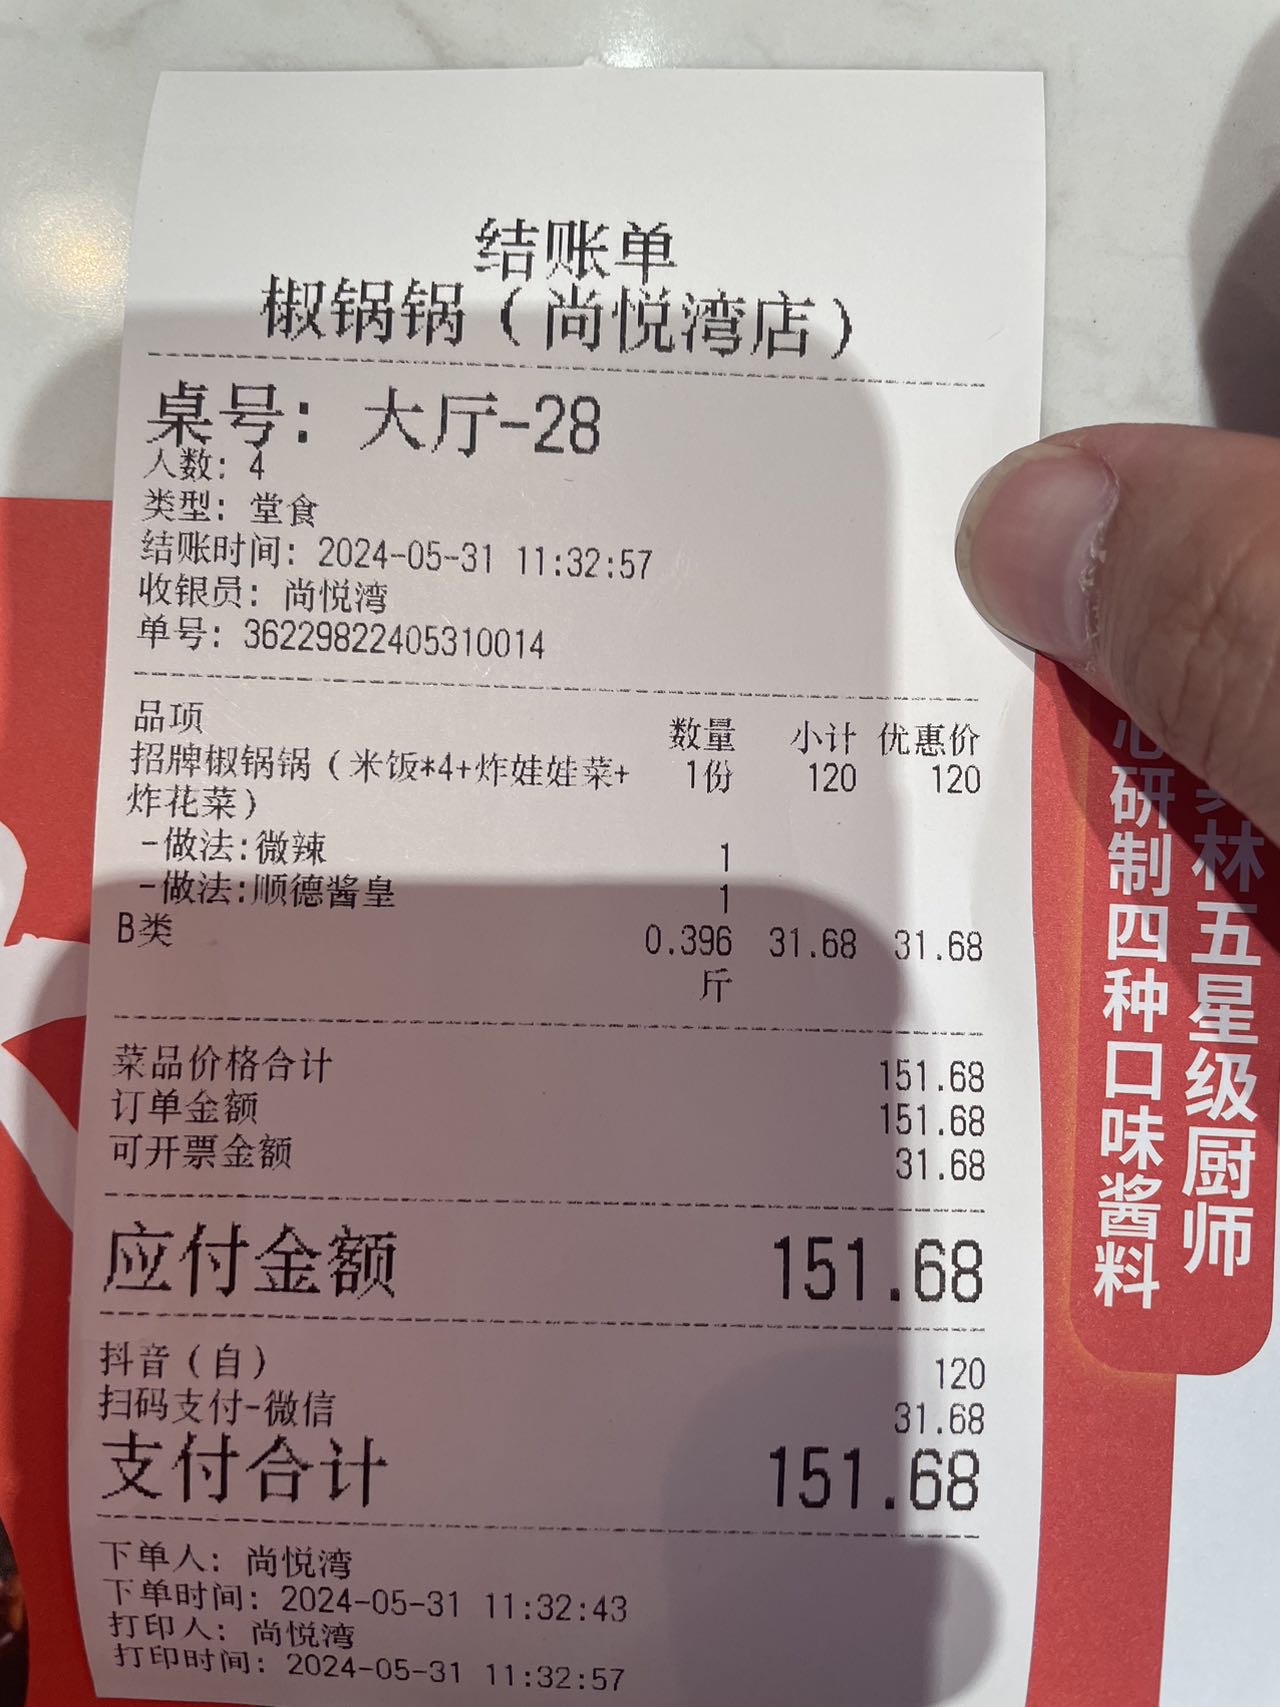 结账单
椒锅锅（尚悦湾店）
桌号：大厅-28
人数：4
类型：堂食
结账时间：2024-05-31 11:32:57
收银员：尚悦湾
单号：36229822405310014
品项 数量 小计 优惠价
招牌椒锅锅（米饭*4+炸娃娃菜+ 1份 120 120
炸花菜）
-做法:微辣 1
-做法:顺德酱皇 1
B类 0.396 31.68 31.68
斤
菜品价格合计 151.68
订单金额 151.68
可开票金额 31.68
应付金额 151.68
抖音（自） 120
扫码支付-微信 31.68
支付合计 151.68
下单人：尚悦湾
下单时间：2024-05-31 11:32:43
打印人：尚悦湾
打印时间：2024-05-31 11:32:57
林五星级厨师
心研制四种口味酱料